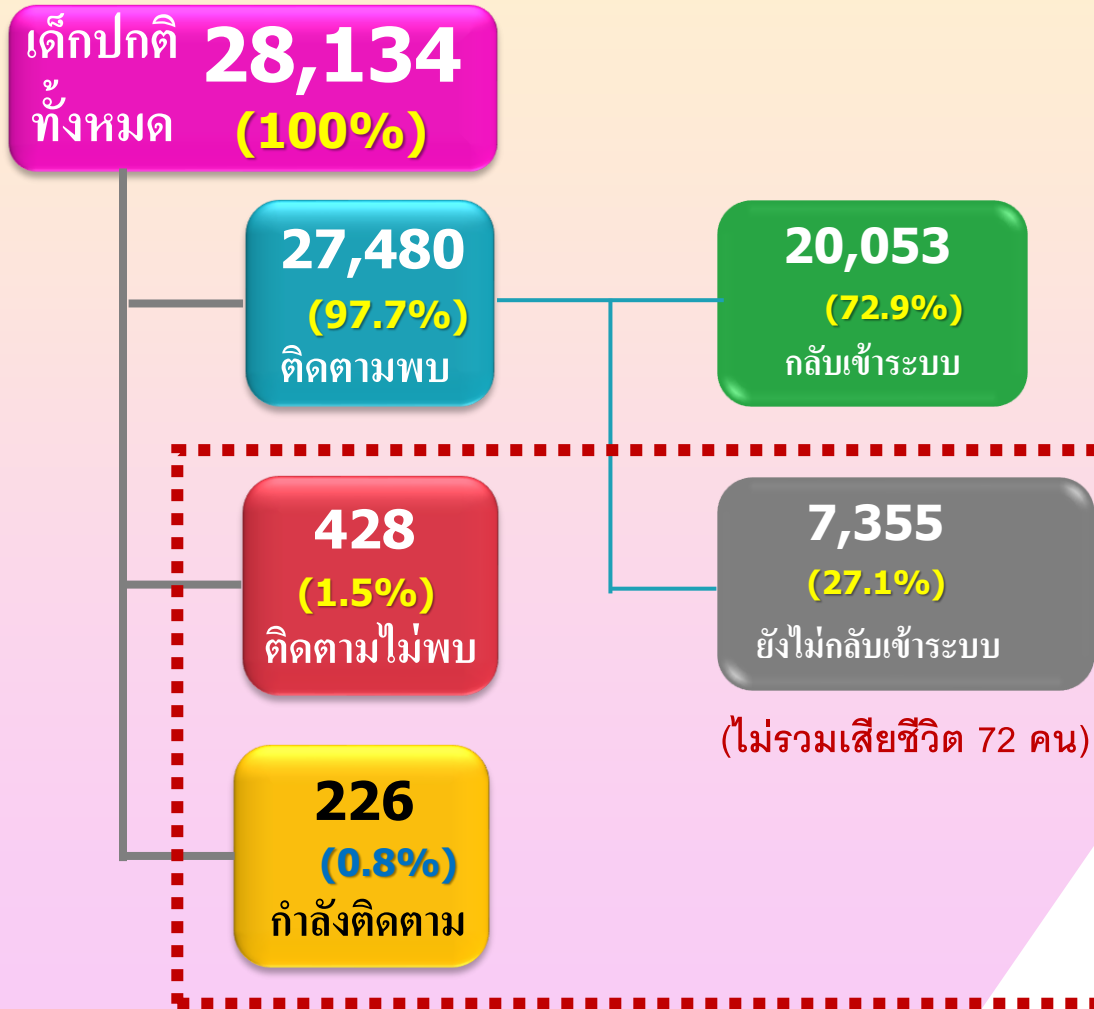 เด็กปกติ
ทั้งหมด
28,134
(100%)
27,480
(97.7%)
ติดตามพบ
20,053
(72.9%)
กลับเข้าระบบ
428
(1.5%)
ติดตามไม่พบ
7,355
(27.1%)
ยังไม่กลับเข้าระบบ
(ไม่รวมเสียชีวิต 72 คน)
226
(0.8%)
กำลังติดตาม